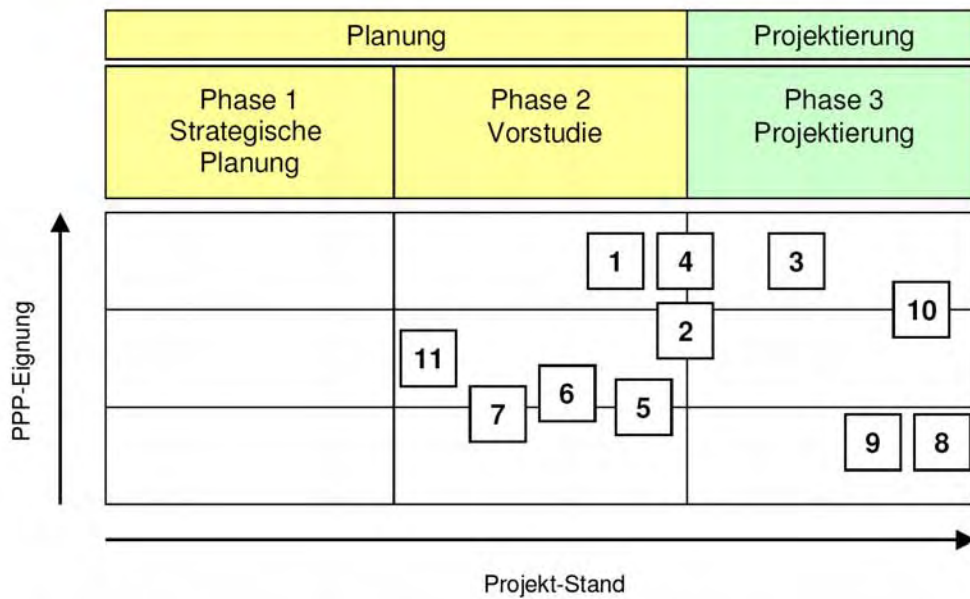 Planung
Projektierung
Phase 1
Strategische
Planung
Phase 2
Vorstudie
Phase 3
Projektierung
PPP-Eignung
1
4
3
10
2
11
6
7
5
9
8
Projekt-Stand